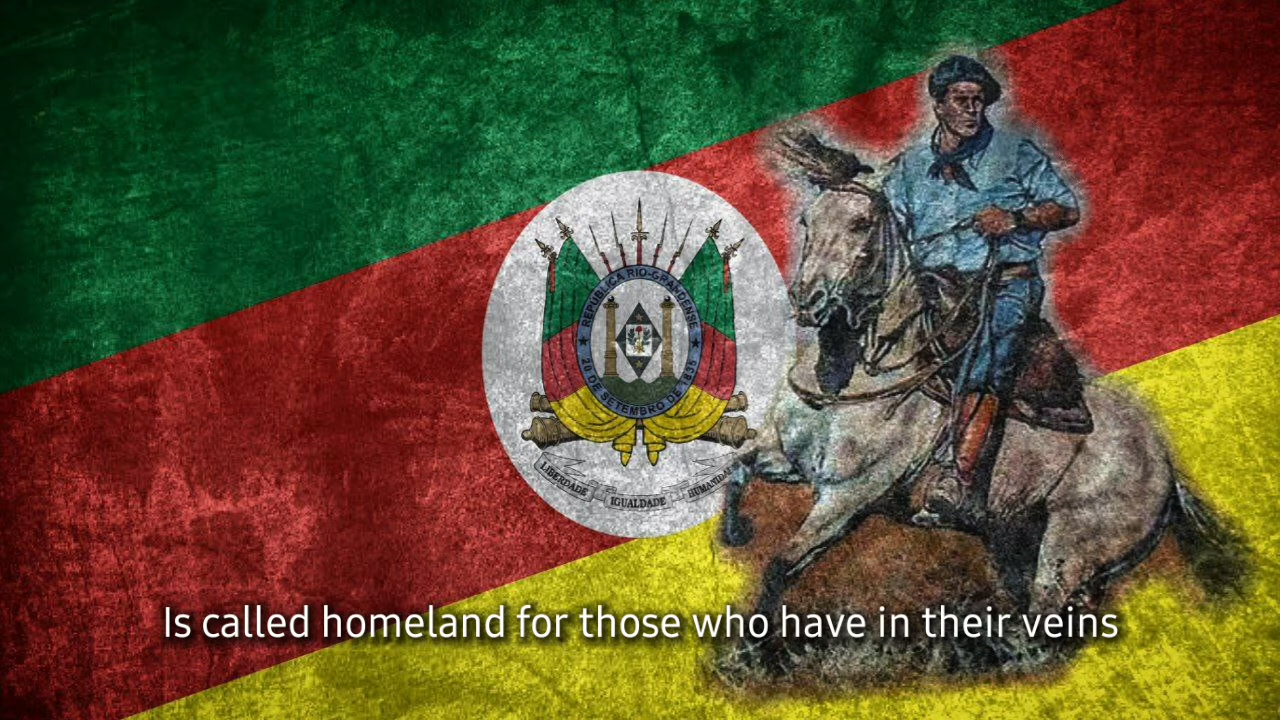 REPÚBLICA RIO-GRANDENSE
20 DE SETEMBRO DE 1835
LIBERDADE IGUALDADE HUMANIDADE
Is called homeland for those who have in their veins